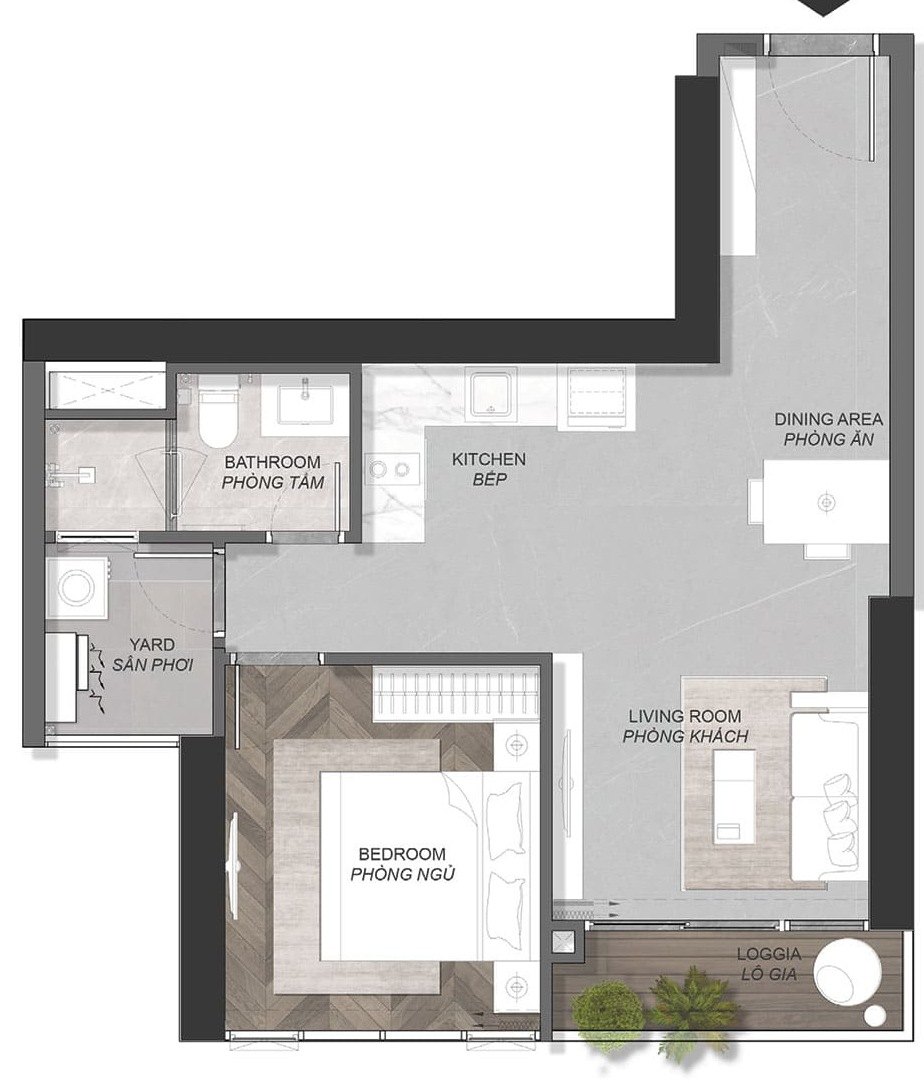 DINING AREA
PHÒNG ĂN
KITCHEN
BẾP
BATHROOM
PHÒNG TẮM
YARD
SÂN PHƠI
LIVING ROOM
PHÒNG KHÁCH
BEDROOM
PHÒNG NGỦ
LOGGIA
LÔ GIA